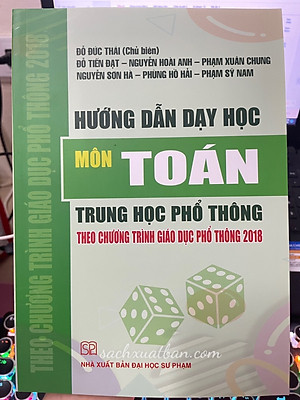 ĐỖ ĐỨC THÁI (Chủ biên)
ĐỖ TIẾN ĐẠT – NGUYỄN HOÀI ANH – PHẠM XUÂN CHUNG
NGUYỄN SƠN HÀ – PHÙNG HỒ HẢI – PHẠM SỸ NAM
HƯỚNG DẪN DẠY HỌC
MÔN TOÁN
TRUNG HỌC PHỔ THÔNG
THEO CHƯƠNG TRÌNH GIÁO DỤC PHỔ THÔNG 2018
THEO CHƯƠNG TRÌNH GIÁO DỤC PHỔ THÔNG 2018
SP
sachxuatban.com
NHÀ XUẤT BẢN ĐẠI HỌC SƯ PHẠM